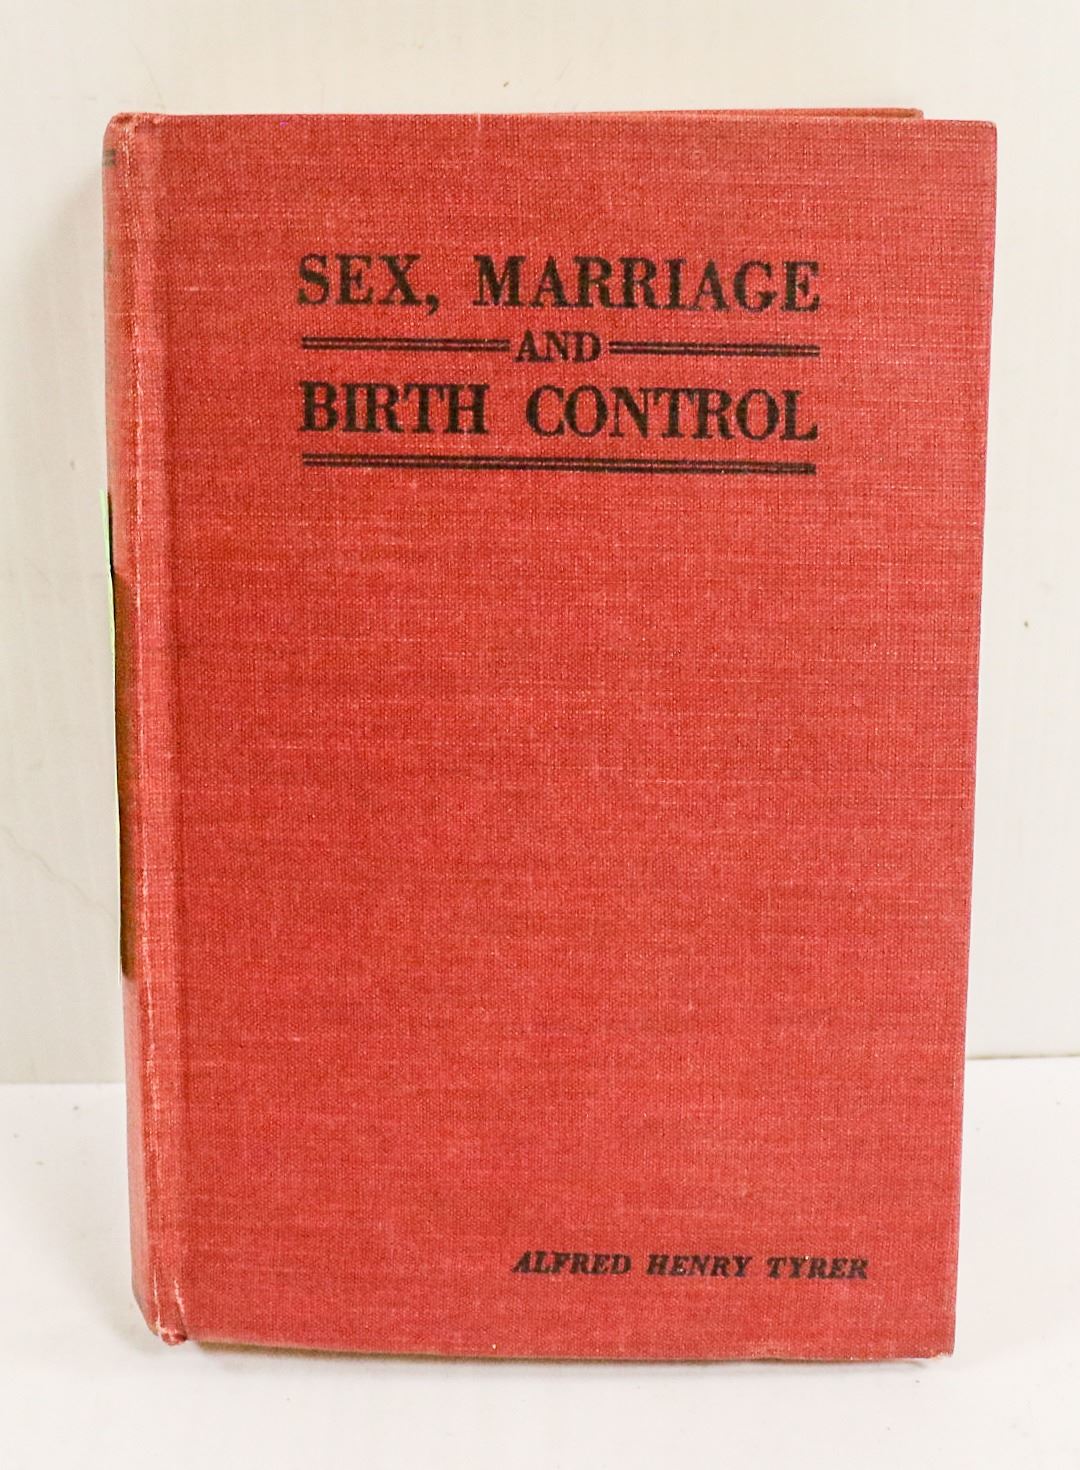 SEX, MARRIAGE
AND
BIRTH CONTROL
ALFRED HENRY TYRER